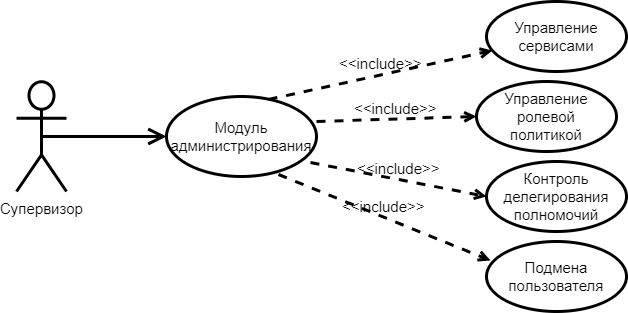 Управление
сервисами
<<include>>
Управление
ролевой
политикой
<<include>>
Модуль
администрирования
<<include>>
Контроль
делегирования
полномочий
<<include>>
Супервизор
Подмена
пользователя